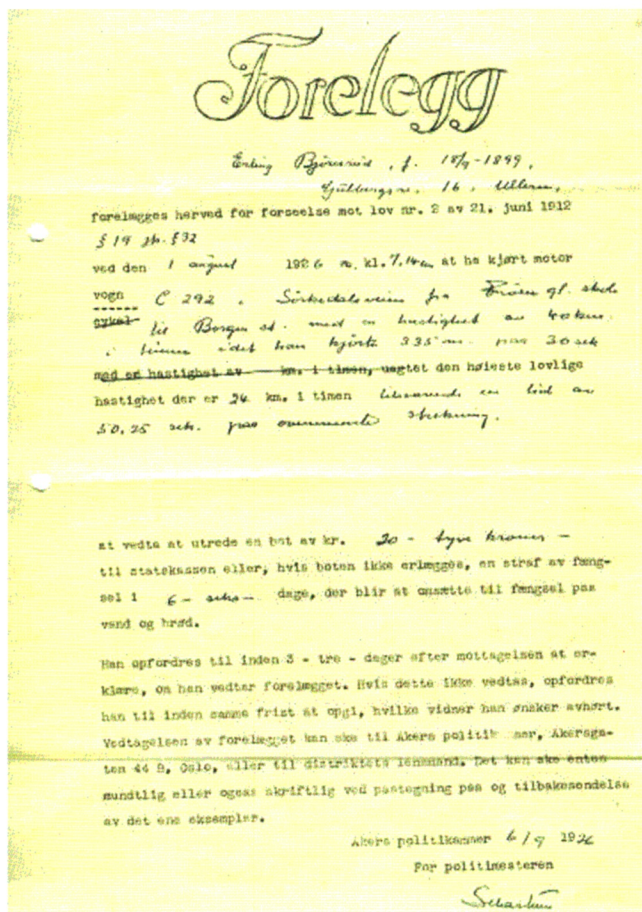 Forelegg
Erling , f. 18/9 - 1899,
16, Ullern,
forelægges herved for forseelse mot lov nr. 2 av 21. juni 1912
§ 19 jfr. § 32
ved den 1 august 1926 kl. 7.14 at ha kjørt motor
vogn C 292 . Sørkedalsveien fra gl. skole
cykel til Borgen st. med en hastighet av 40 km.
i timen idet han kjørte 335 m. paa 30 sek
med en hastighet av km. i timen, uagtet den høieste lovlige
hastighet der er 24 km. i timen tilsvarende en tid av
50,25 sek. paa ovennevnte strekning.
at vedta at utrede en bot av kr. 20 - tyve kroner -
til statskassen eller, hvis boten ikke erlægges, en straf av fæng-
sel i 6 - seks - dage, der blir at omsætte til fængsel paa
vand og brød.
Han opfordres til inden 3 - tre - dager efter mottagelsen at er-
klære, om han vedtar forelægget. Hvis dette ikke vedtas, opfordres
han til inden samme frist at opgi, hvilke vidner han ønsker avhørt.
Vedtagelsen av forelægget kan ske til Akers politik mer, Akersga-
ten 44 B, Oslo, eller til distriktets lensmand. Det kan ske enten
mundtlig eller ogsaa skriftlig ved paategning paa og tilbakesendelse
av det ene eksemplar.
Akers politikammer 6/9 1926
For politimesteren